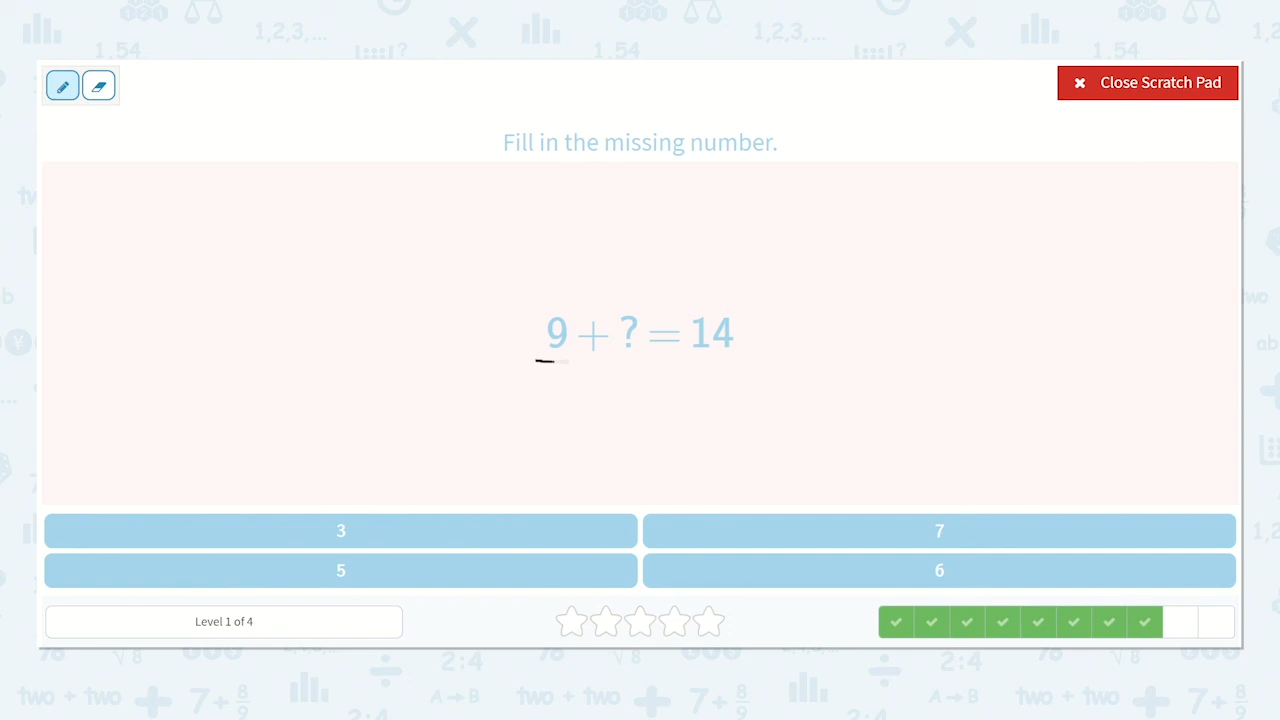 Close Scratch Pad
Fill in the missing number.
9 + ? = 14
3
7
5
6
Level 1 of 4